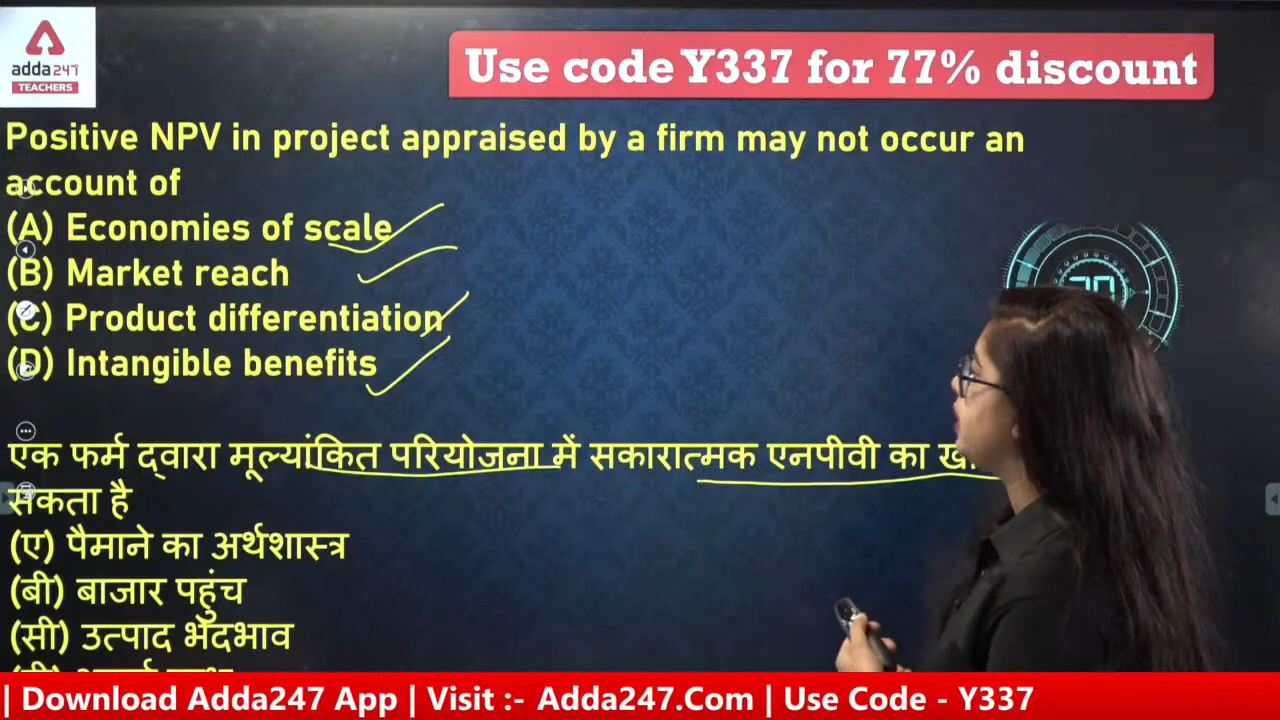 adda247
TEACHERS
Use code Y337 for 77% discount
Positive NPV in project appraised by a firm may not occur an
account of
(A) Economies of scale
(B) Market reach
(C) Product differentiation
(D) Intangible benefits
एक फर्म द्वारा मूल्यांकित परियोजना में सकारात्मक एनपीवी का
सकता है
(ए) पैमाने का अर्थशास्त्र
(बी) बाजार पहुंच
(सी) उत्पाद भेदभाव
| Download Adda247 App | Visit :- Adda247.Com | Use Code - Y337